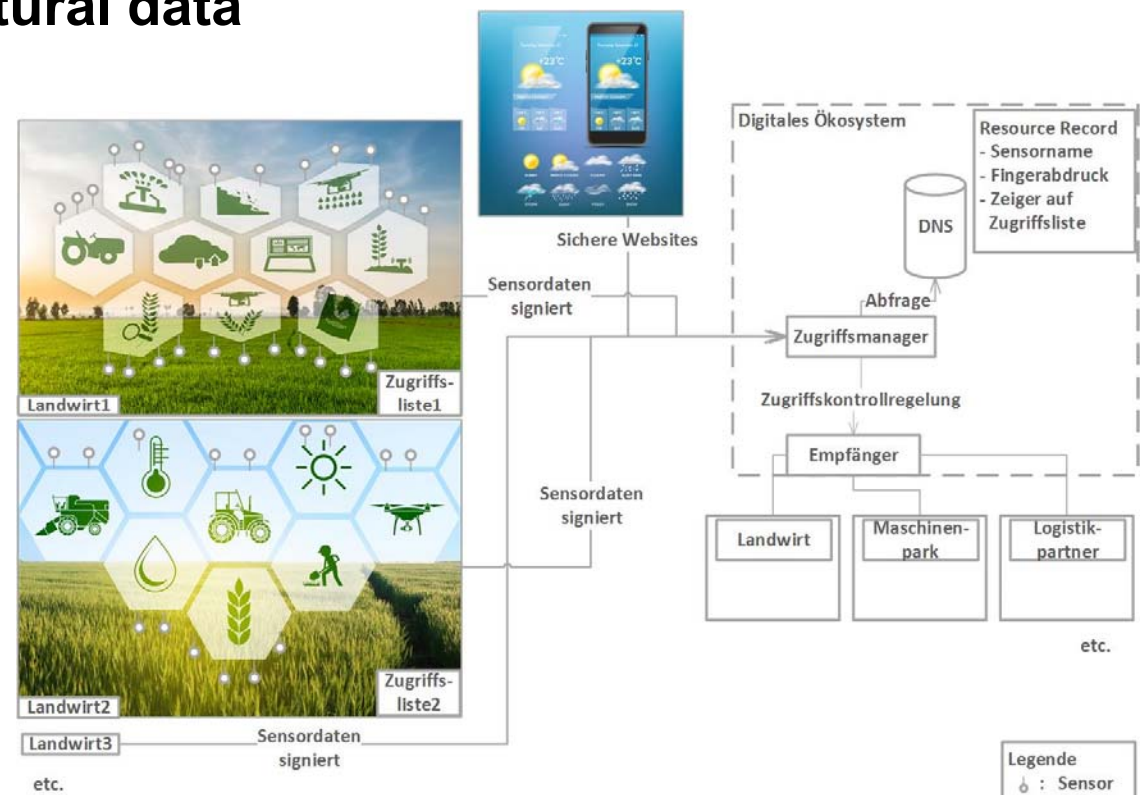 tural data
+23°C
+23°C
Digitales Ökosystem
Resource Record
- Sensorname
- Fingerabdruck
- Zeiger auf
Zugriffsliste
DNS
Sichere Websites
Sensordaten
signiert
Abfrage
Zugriffsmanager
Zugriffskontrollregelung
Empfänger
Zugriffs-
liste1
Landwirt1
Sensordaten
signiert
Landwirt
Maschinen-
park
Logistik-
partner
etc.
Zugriffs-
liste2
Landwirt2
Landwirt3
Sensordaten
signiert
etc.
Legende
: Sensor